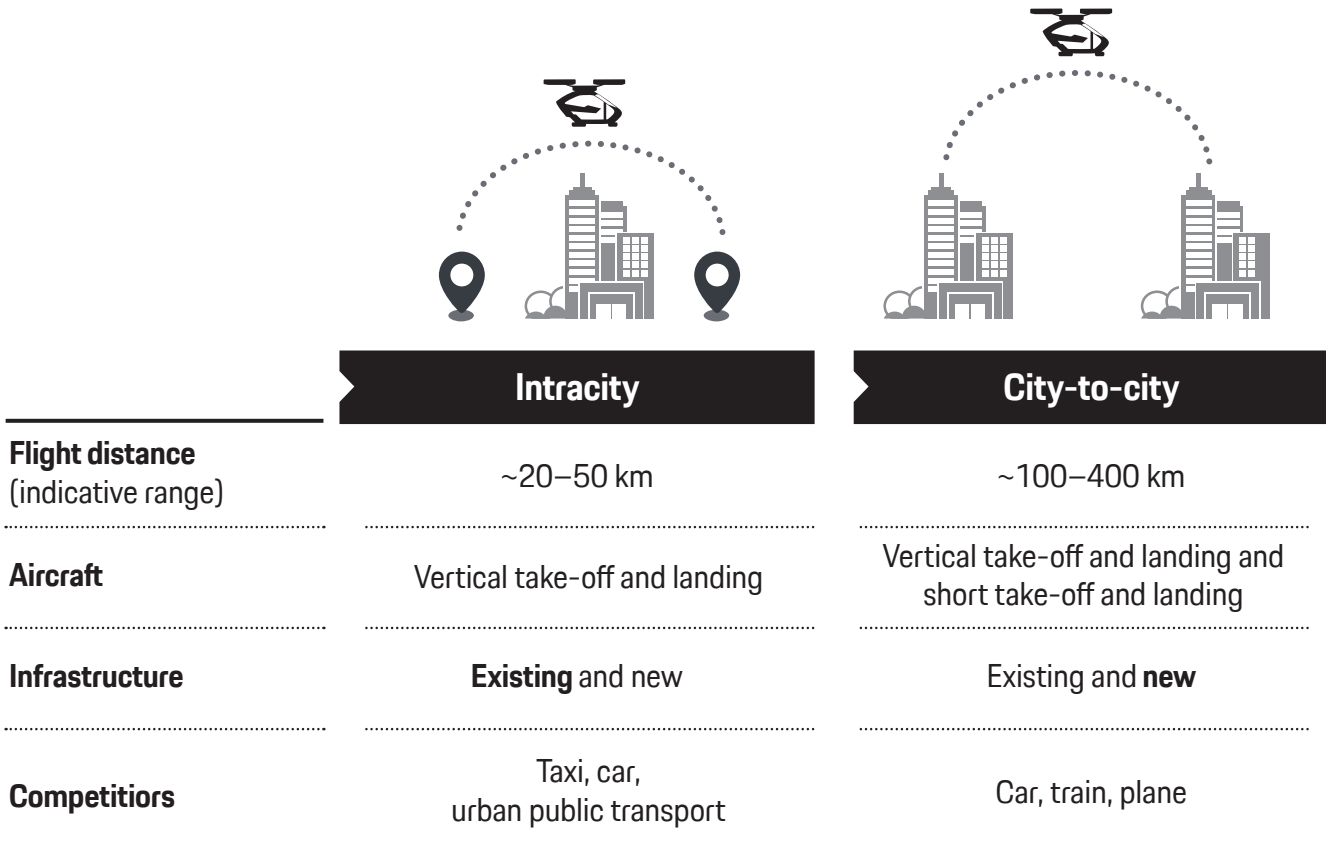 Intracity
City-to-city
Flight distance
(indicative range)
~20–50 km
~100–400 km
Aircraft
Vertical take-off and landing
Vertical take-off and landing and
short take-off and landing
Infrastructure
Existing and new
Existing and new
Competitiors
Taxi, car,
urban public transport
Car, train, plane